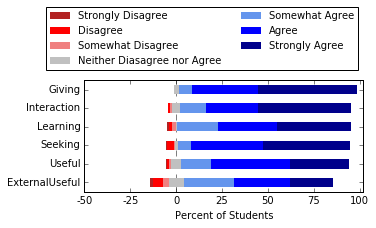 Strongly Disagree
Disagree
Somewhat Disagree
Neither Diasagree nor Agree
Somewhat Agree
Agree
Strongly Agree
Giving
Interaction
Learning
Seeking
Useful
ExternalUseful
-50 -25 0 25 50 75 100
Percent of Students